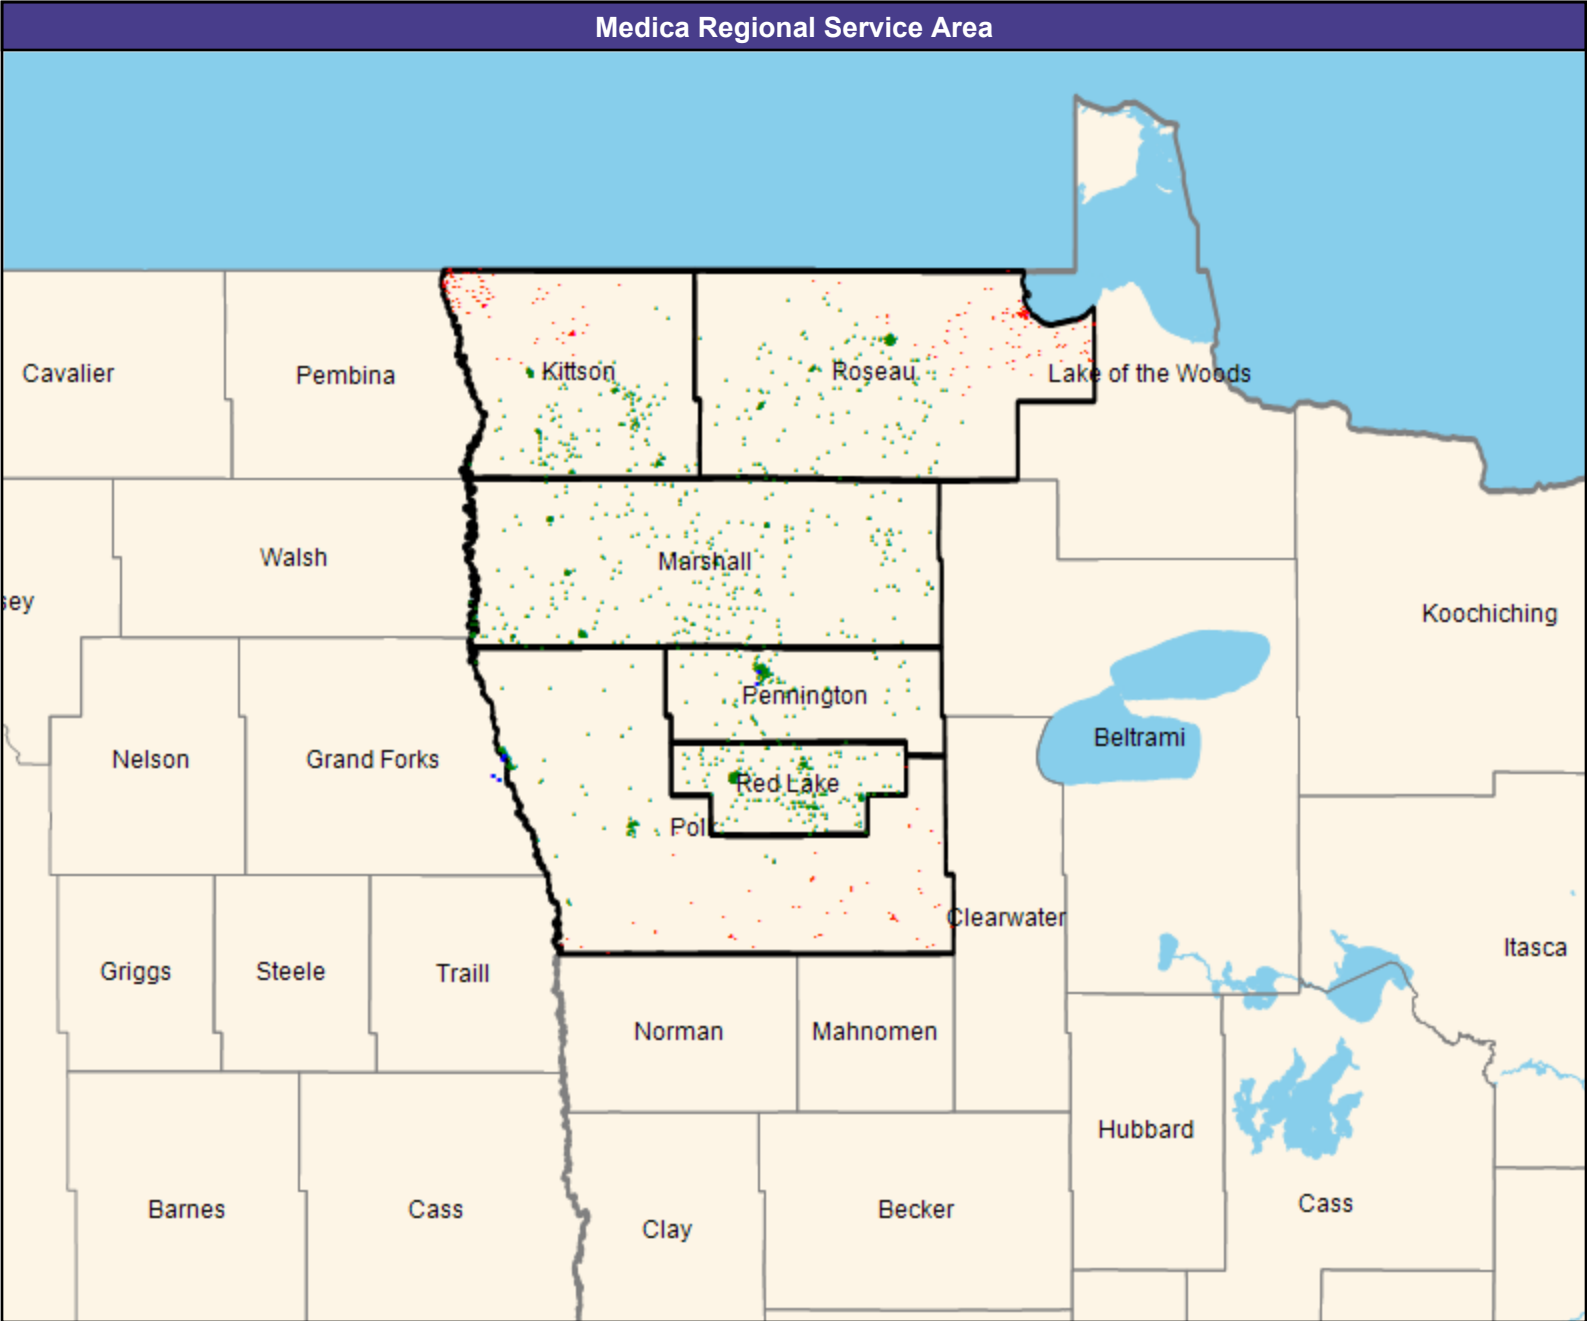 Medica Regional Service Area
Cavalier
Pembina
Kittson
Roseau
Lake of the Woods
Walsh
Marshall
sey
Koochiching
Pennington
Nelson
Grand Forks
Beltrami
Red Lake
Pol
Clearwater
Griggs
Steele
Traill
Itasca
Norman
Mahnomen
Hubbard
Barnes
Cass
Clay
Becker
Cass